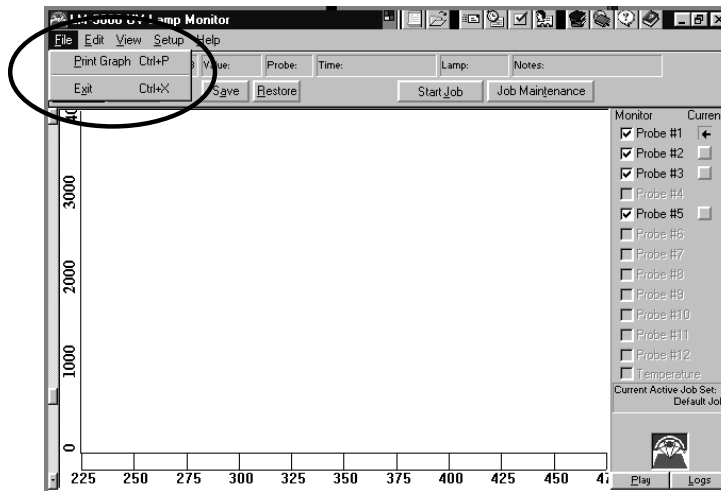 LM-5000 UV Lamp Monitor
File Edit View Setup Help
Print Graph Ctrl+P
Value: Probe: Time: Lamp: Notes:
Exit Ctrl+X
Save Restore Start Job Job Maintenance
Monitor Curren
Probe #1
Probe #2
Probe #3
Probe #4
Probe #5
Probe #6
Probe #7
Probe #8
Probe #9
Probe #10
Probe #11
Probe #12
Temperature
Current Active Job Set:
Default Jo
3000
2000
1000
0
225 250 275 300 325 350 375 400 425 450
Play Logs